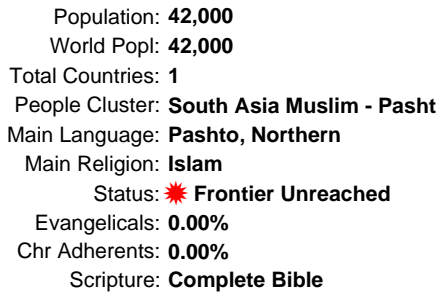 Population: 42,000
World Popl: 42,000
Total Countries: 1
People Cluster: South Asia Muslim - Pasht
Main Language: Pashto, Northern
Main Religion: Islam
Status: Frontier Unreached
Evangelicals: 0.00%
Chr Adherents: 0.00%
Scripture: Complete Bible